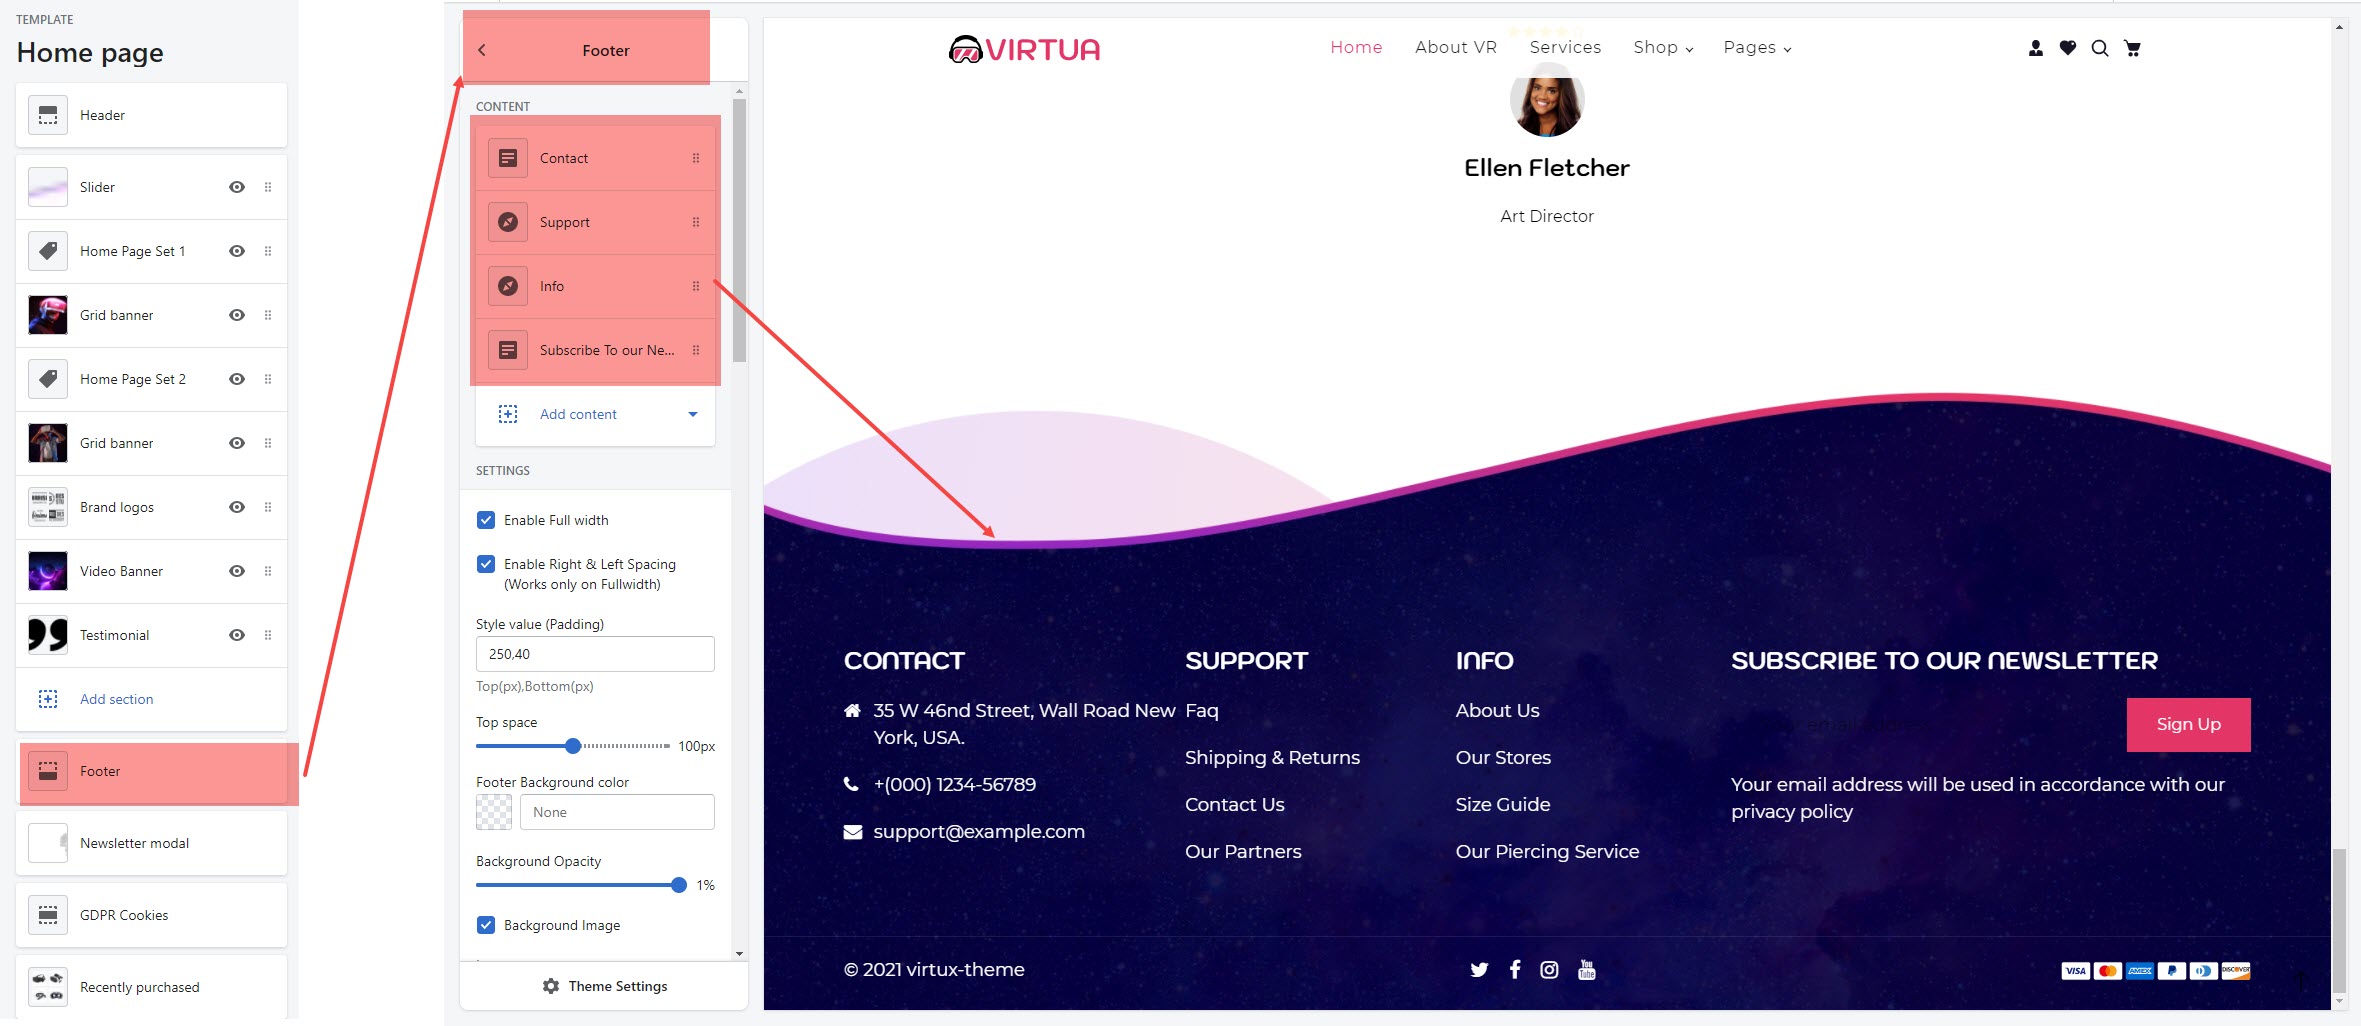 TEMPLATE
Home page
Header
Slider
Home Page Set 1
Grid banner
Home Page Set 2
Grid banner
Brand logos
Video Banner
Testimonial
Add section
Footer
Newsletter modal
GDPR Cookies
Recently purchased
Footer
CONTENT
Contact
Support
Info
Subscribe To our Ne...
Add content
SETTINGS
Enable Full width
Enable Right & Left Spacing
(Works only on Fullwidth)
Style value (Padding)
250,40
Top(px),Bottom(px)
Top space
100px
Footer Background color
None
Background Opacity
1%
Background Image
Theme Settings
VIRTUA
Home About VR Services Shop Pages
Ellen Fletcher
Art Director
CONTACT
35 W 46nd Street, Wall Road New
York, USA.
+(000) 1234-56789
support@example.com
SUPPORT
Faq
Shipping & Returns
Contact Us
Our Partners
INFO
About Us
Our Stores
Size Guide
Our Piercing Service
SUBSCRIBE TO OUR NEWSLETTER
Sign Up
Your email address will be used in accordance with our
privacy policy
© 2021 virtux-theme
You
Tube
VISA AMEX DISCOVER